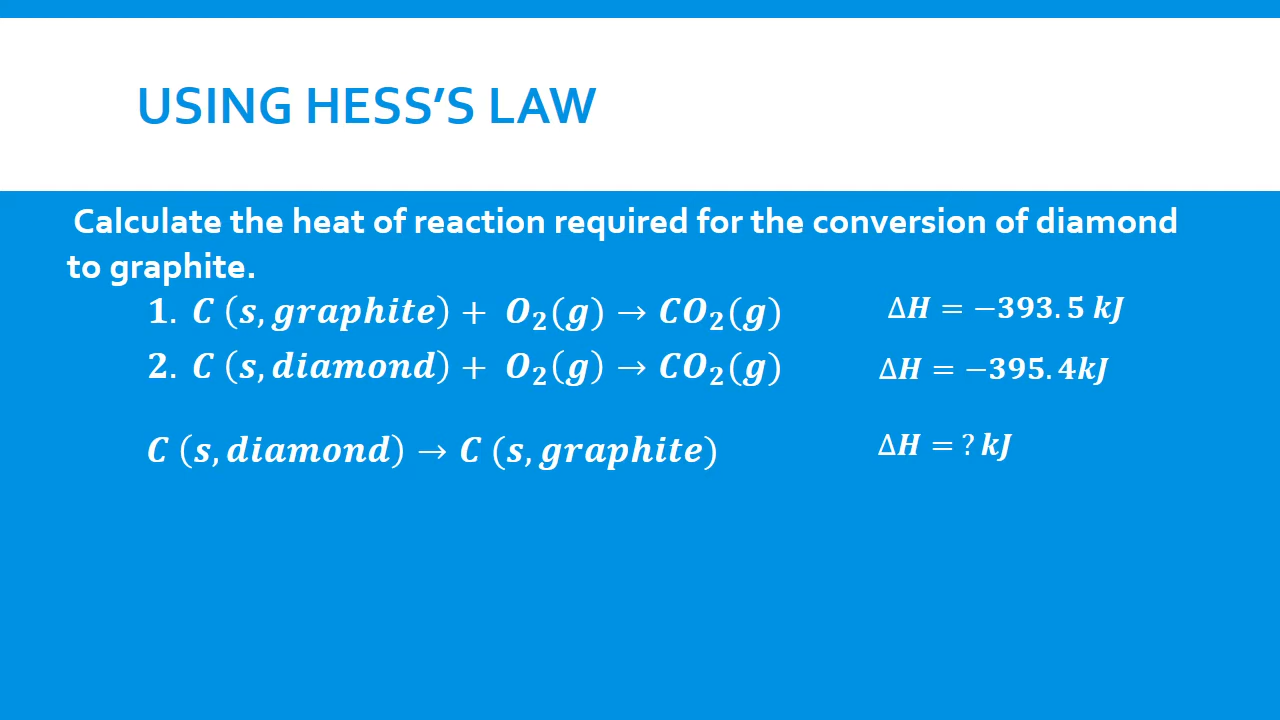 USING HESS’S LAW
Calculate the heat of reaction required for the conversion of diamond
to graphite.
1. C (s, graphite) + O₂(g) → CO₂(g) ΔH = −393.5 kJ
2. C (s, diamond) + O₂(g) → CO₂(g) ΔH = −395.4kJ
C (s, diamond) → C (s, graphite) ΔH = ? kJ